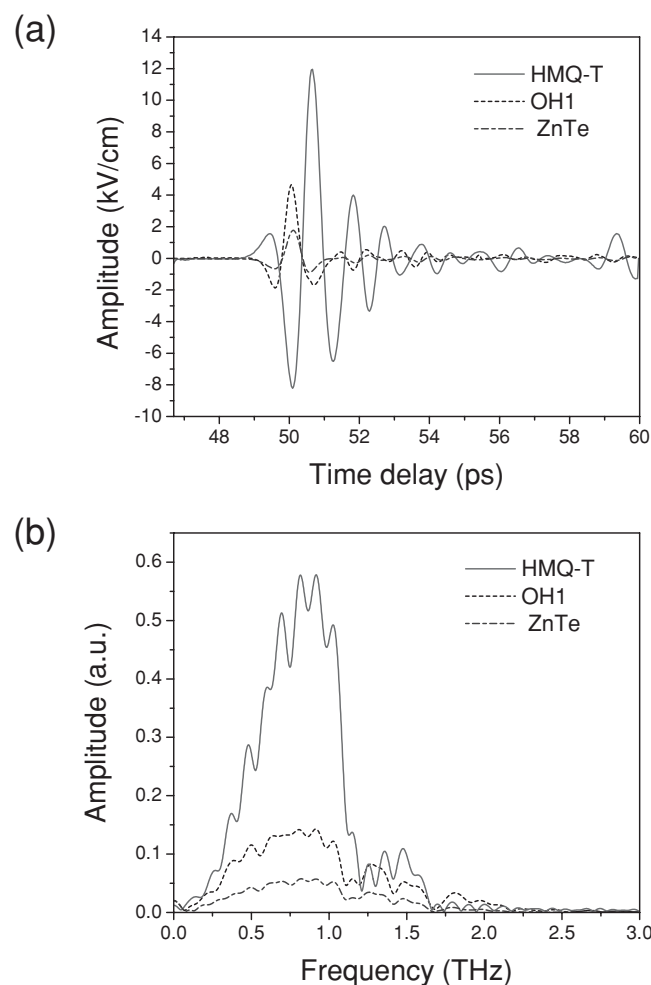 (a)
14
12
10
8
6
4
2
0
-2
-4
-6
-8
-10
Amplitude (kV/cm)
HMQ-T
OH1
ZnTe
48 50 52 54 56 58 60
Time delay (ps)
(b)
0.6
0.5
0.4
0.3
0.2
0.1
0.0
Amplitude (a.u.)
HMQ-T
OH1
ZnTe
0.0 0.5 1.0 1.5 2.0 2.5 3.0
Frequency (THz)